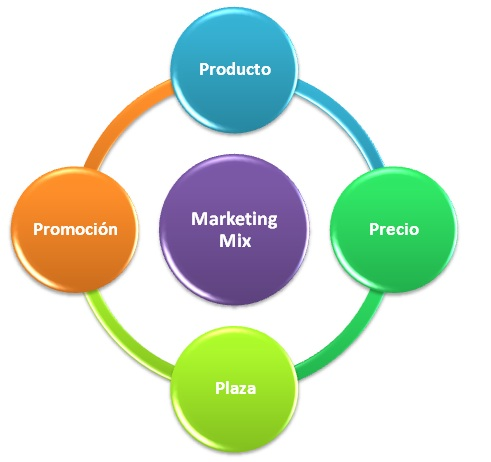 Producto
Promoción
Marketing
Mix
Precio
Plaza